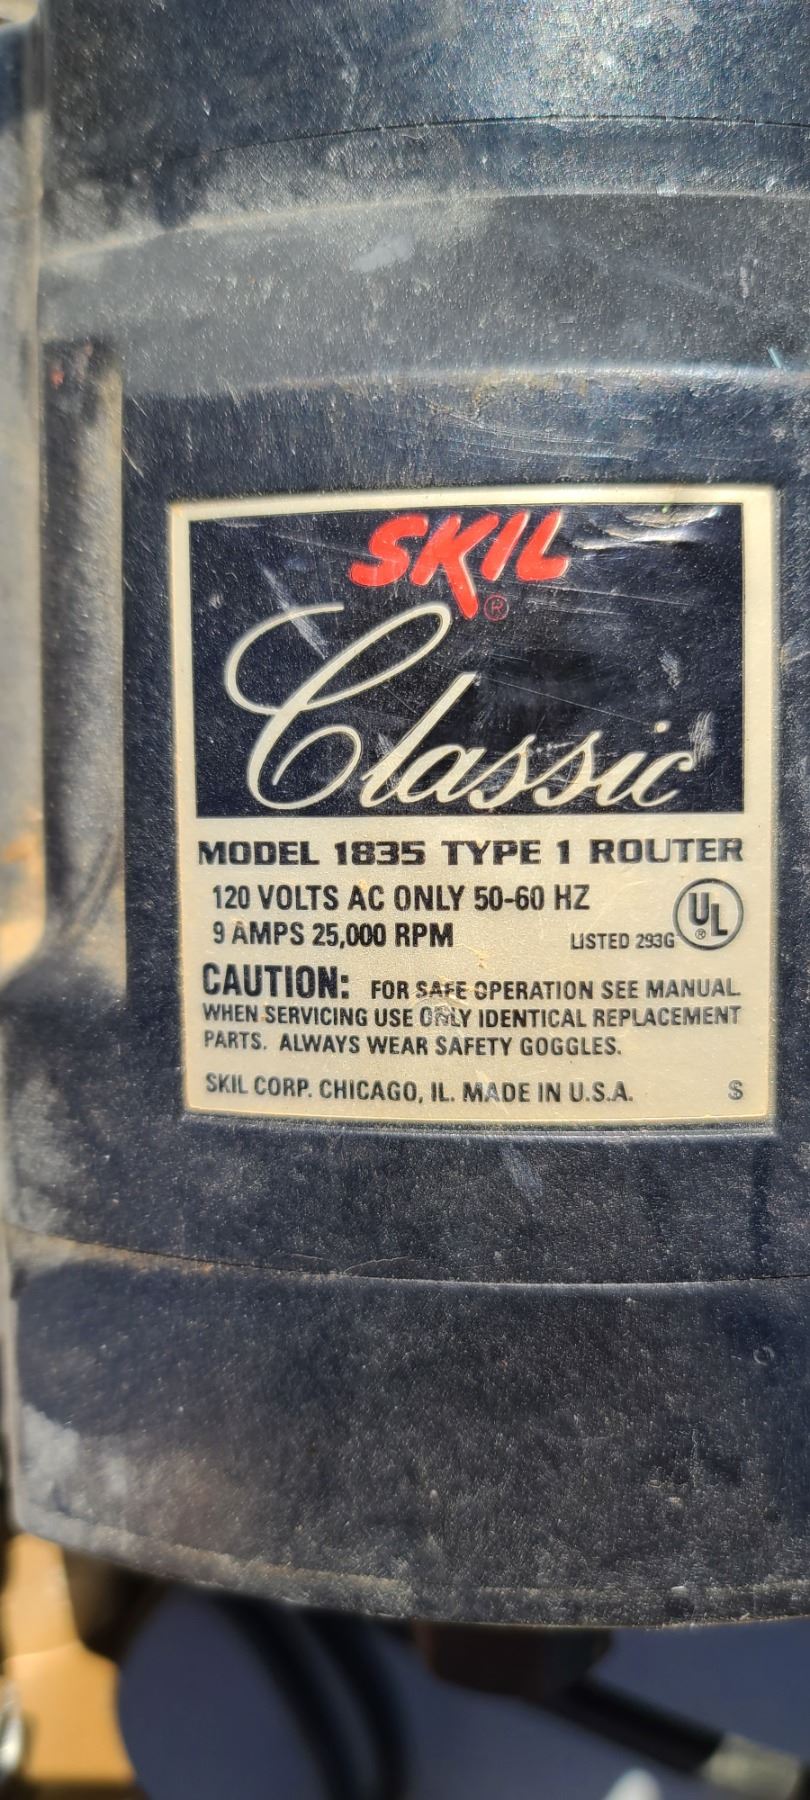 SKIL
®
Classic
MODEL 1835 TYPE 1 ROUTER
120 VOLTS AC ONLY 50-60 HZ
9 AMPS 25,000 RPM
LISTED 293G
UL
®
CAUTION: FOR SAFE OPERATION SEE MANUAL
WHEN SERVICING USE ONLY IDENTICAL REPLACEMENT
PARTS. ALWAYS WEAR SAFETY GOGGLES.
SKIL CORP. CHICAGO, IL. MADE IN U.S.A. S